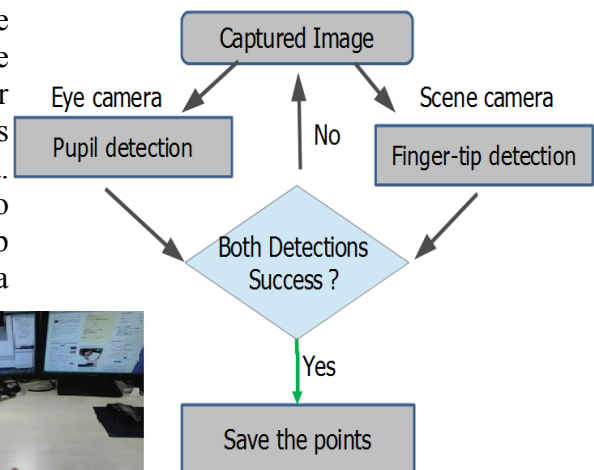 e
e
r
s
.
o
p
a
Captured Image
Eye camera
Scene camera
Pupil detection
No
Finger-tip detection
Both Detections
Success ?
Yes
Save the points